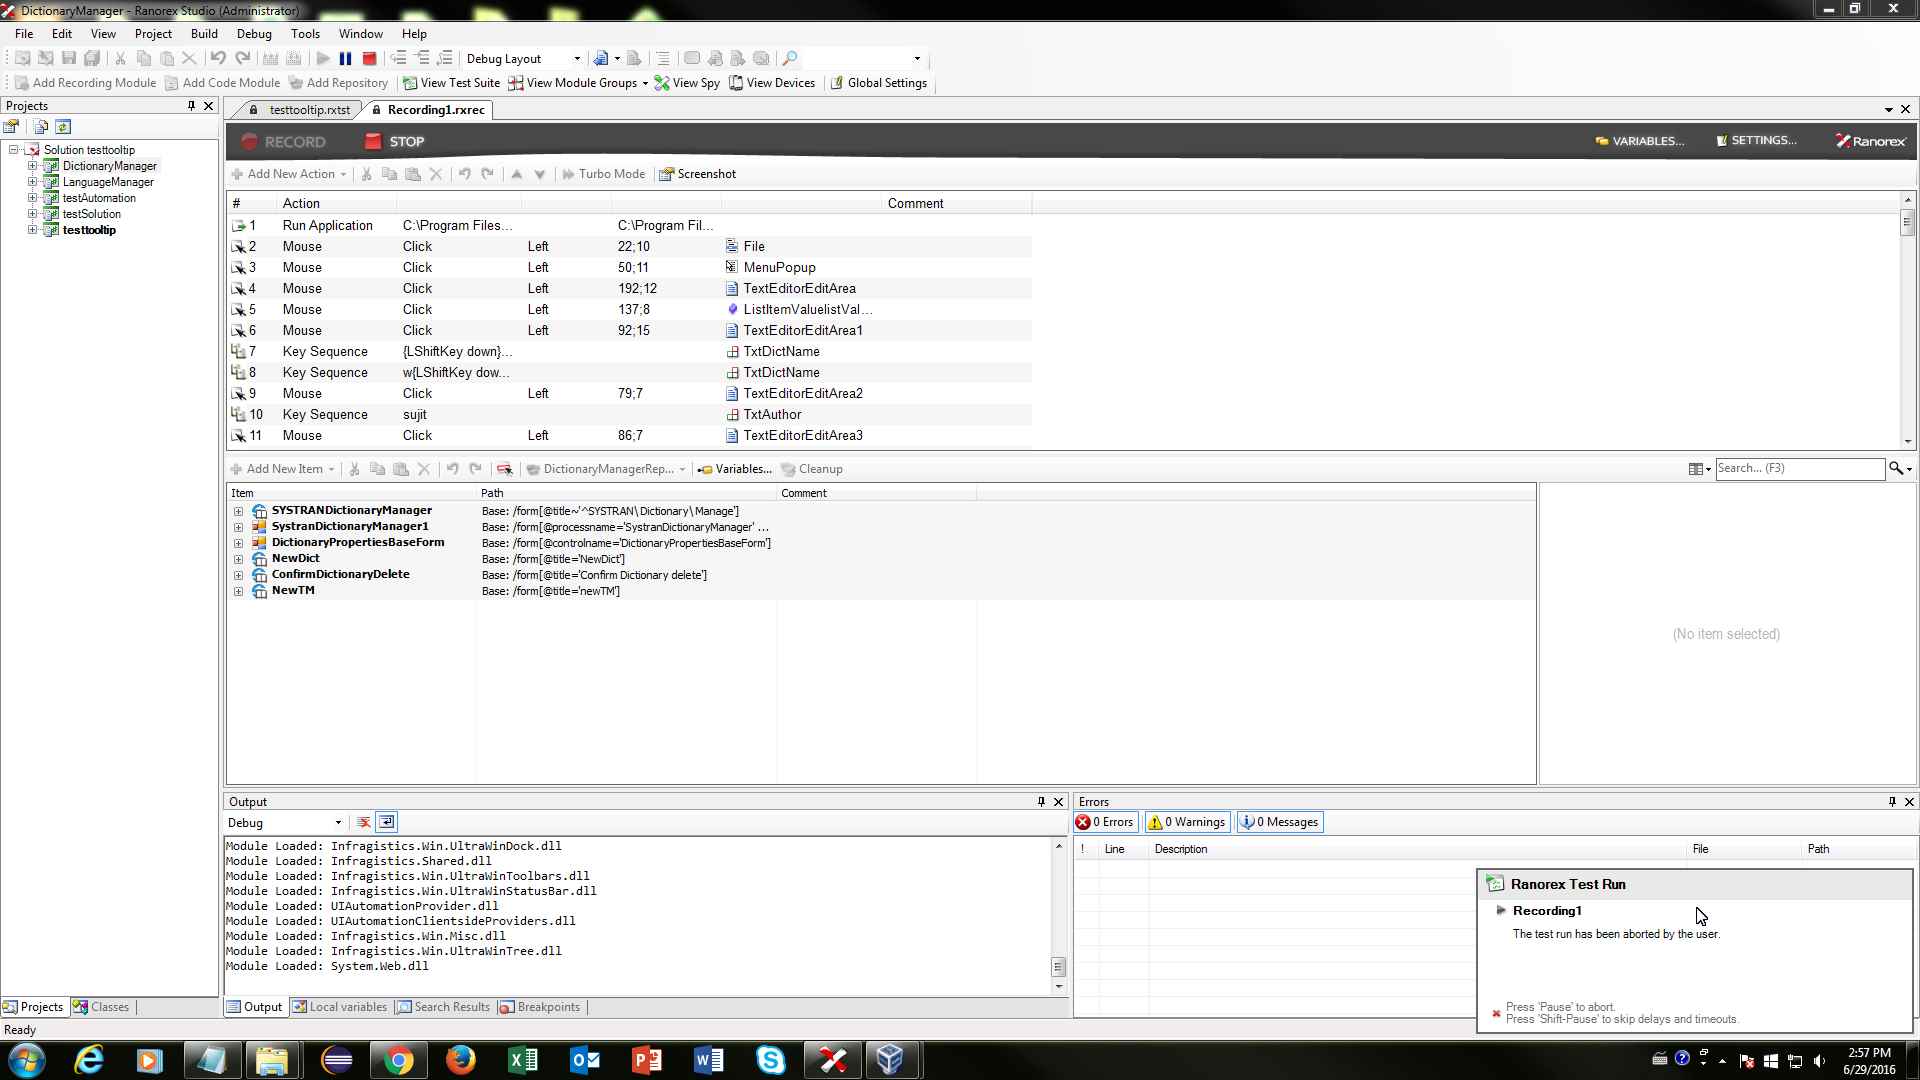 DictionaryManager - Ranorex Studio (Administrator)
File Edit View Project Build Debug Tools Window Help
Debug Layout
Add Recording Module Add Code Module Add Repository View Test Suite View Module Groups View Spy View Devices Global Settings
Projects
testtooltip.rxtst Recording1.rxrec
Solution testtooltip
DictionaryManager
LanguageManager
testAutomation
testSolution
testtooltip
RECORD STOP VARIABLES... SETTINGS... Ranorex
Add New Action Turbo Mode Screenshot
# Action Comment
1 Run Application C:\Program Files... C:\Program Fil...
2 Mouse Click Left 22;10 File
3 Mouse Click Left 50;11 MenuPopup
4 Mouse Click Left 192;12 TextEditorEditArea
5 Mouse Click Left 137;8 ListItemValuelistVal...
6 Mouse Click Left 92;15 TextEditorEditArea1
7 Key Sequence {LShiftKey down}... TxtDictName
8 Key Sequence w{LShiftKey dow... TxtDictName
9 Mouse Click Left 79;7 TextEditorEditArea2
10 Key Sequence sujit TxtAuthor
11 Mouse Click Left 86;7 TextEditorEditArea3
Add New Item DictionaryManagerRep... Variables... Cleanup Search... (F3)
Item Path Comment
SYSTRANDictionaryManager Base: /form[@title~'^SYSTRAN\ Dictionary\ Manage']
SystranDictionaryManager1 Base: /form[@processname='SystranDictionaryManager' ...
DictionaryPropertiesBaseForm Base: /form[@controlname='DictionaryPropertiesBaseForm']
NewDict Base: /form[@title='NewDict']
ConfirmDictionaryDelete Base: /form[@title='Confirm Dictionary delete']
NewTM Base: /form[@title='newTM']
(No item selected)
Output
Debug
Module Loaded: Infragistics.Win.UltraWinDock.dll
Module Loaded: Infragistics.Shared.dll
Module Loaded: Infragistics.Win.UltraWinToolbars.dll
Module Loaded: Infragistics.Win.UltraWinStatusBar.dll
Module Loaded: UIAutomationProvider.dll
Module Loaded: UIAutomationClientsideProviders.dll
Module Loaded: Infragistics.Win.Misc.dll
Module Loaded: Infragistics.Win.UltraWinTree.dll
Module Loaded: System.Web.dll
Errors
0 Errors 0 Warnings 0 Messages
! Line Description File Path
Ranorex Test Run
Recording1
The test run has been aborted by the user.
Press 'Pause' to abort.
Press 'Shift-Pause' to skip delays and timeouts.
Projects Classes
Output Local variables Search Results Breakpoints
Ready
2:57 PM
6/29/2016